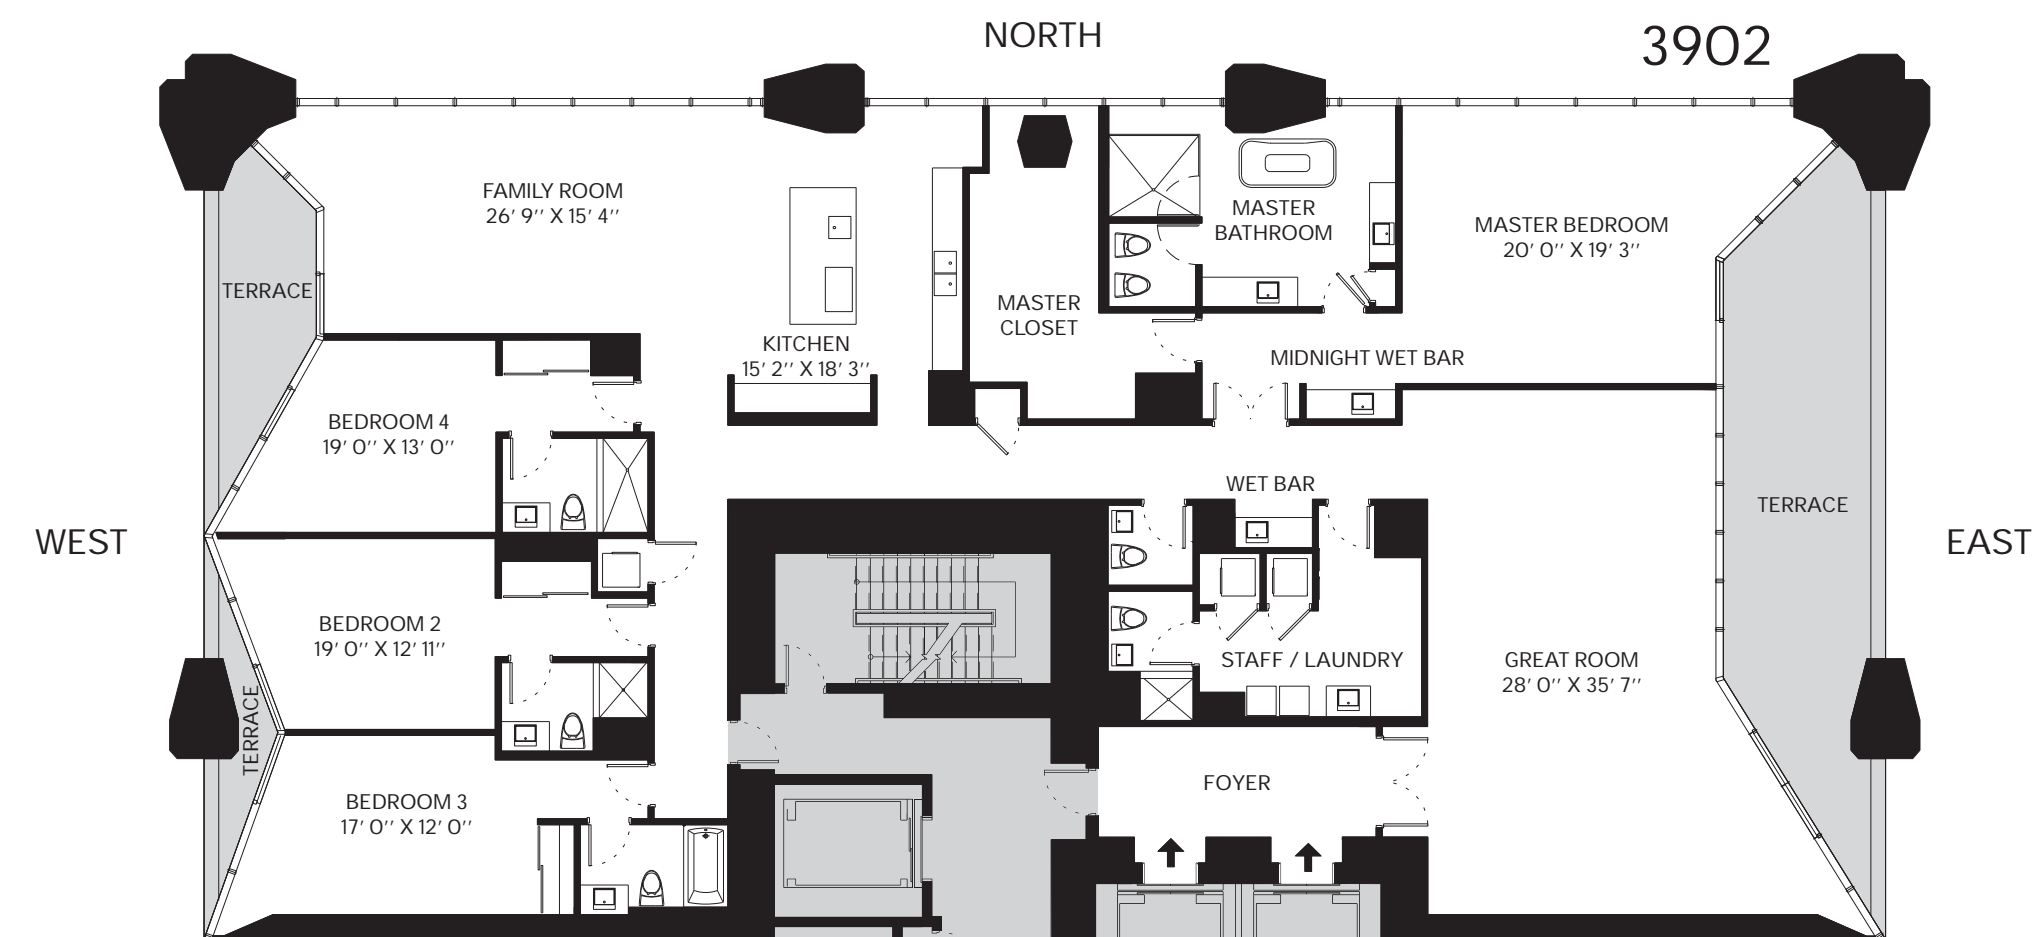 NORTH
3902
FAMILY ROOM
26' 9'' X 15' 4''
MASTER
BATHROOM
MASTER BEDROOM
20' 0'' X 19' 3''
TERRACE
MASTER
CLOSET
KITCHEN
15' 2'' X 18' 3''
MIDNIGHT WET BAR
BEDROOM 4
19' 0'' X 13' 0''
WET BAR
TERRACE
WEST
EAST
BEDROOM 2
19' 0'' X 12' 11''
STAFF / LAUNDRY
GREAT ROOM
28' 0'' X 35' 7''
TERRACE
FOYER
BEDROOM 3
17' 0'' X 12' 0''